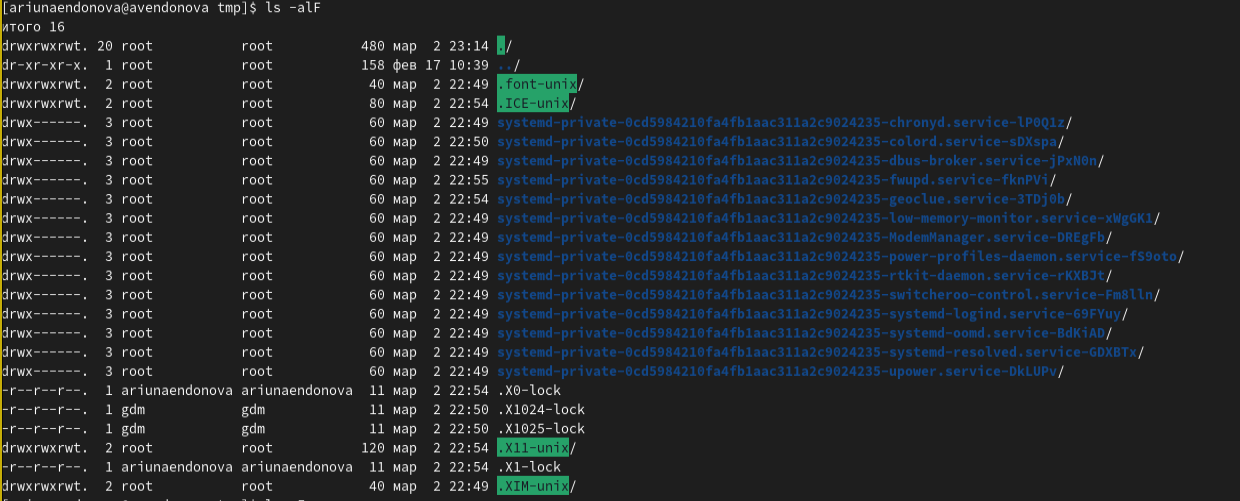 [ariunaendonova@avendonova tmp]$ ls -alF
итого 16
drwxrwxrwt. 20 root           root           480 мар  2 23:14 ./
dr-xr-xr-x.  1 root           root           158 фев 17 10:39 ../
drwxrwxrwt.  2 root           root            40 мар  2 22:49 .font-unix/
drwxrwxrwt.  2 root           root            80 мар  2 22:54 .ICE-unix/
drwx------.  3 root           root            60 мар  2 22:49 systemd-private-0cd5984210fa4fb1aac311a2c9024235-chronyd.service-lP0Q1z/
drwx------.  3 root           root            60 мар  2 22:50 systemd-private-0cd5984210fa4fb1aac311a2c9024235-colord.service-sDXspa/
drwx------.  3 root           root            60 мар  2 22:49 systemd-private-0cd5984210fa4fb1aac311a2c9024235-dbus-broker.service-jPxN0n/
drwx------.  3 root           root            60 мар  2 22:55 systemd-private-0cd5984210fa4fb1aac311a2c9024235-fwupd.service-fknPVi/
drwx------.  3 root           root            60 мар  2 22:54 systemd-private-0cd5984210fa4fb1aac311a2c9024235-geoclue.service-3TDj0b/
drwx------.  3 root           root            60 мар  2 22:49 systemd-private-0cd5984210fa4fb1aac311a2c9024235-low-memory-monitor.service-xWgGK1/
drwx------.  3 root           root            60 мар  2 22:49 systemd-private-0cd5984210fa4fb1aac311a2c9024235-ModemManager.service-DREgFb/
drwx------.  3 root           root            60 мар  2 22:49 systemd-private-0cd5984210fa4fb1aac311a2c9024235-power-profiles-daemon.service-fS9oto/
drwx------.  3 root           root            60 мар  2 22:49 systemd-private-0cd5984210fa4fb1aac311a2c9024235-rtkit-daemon.service-rKXBJt/
drwx------.  3 root           root            60 мар  2 22:49 systemd-private-0cd5984210fa4fb1aac311a2c9024235-switcheroo-control.service-Fm8lln/
drwx------.  3 root           root            60 мар  2 22:49 systemd-private-0cd5984210fa4fb1aac311a2c9024235-systemd-logind.service-G9FYuy/
drwx------.  3 root           root            60 мар  2 22:49 systemd-private-0cd5984210fa4fb1aac311a2c9024235-systemd-oomd.service-BdKiAD/
drwx------.  3 root           root            60 мар  2 22:49 systemd-private-0cd5984210fa4fb1aac311a2c9024235-systemd-resolved.service-GDXBTx/
drwx------.  3 root           root            60 мар  2 22:49 systemd-private-0cd5984210fa4fb1aac311a2c9024235-upower.service-DkLUPv/
-r--r--r--.  1 ariunaendonova ariunaendonova  11 мар  2 22:54 .X0-lock
-r--r--r--.  1 gdm            gdm             11 мар  2 22:50 .X1024-lock
-r--r--r--.  1 gdm            gdm             11 мар  2 22:50 .X1025-lock
drwxrwxrwt.  2 root           root           120 мар  2 22:54 .X11-unix/
-r--r--r--.  1 ariunaendonova ariunaendonova  11 мар  2 22:54 .X1-lock
drwxrwxrwt.  2 root           root            40 мар  2 22:49 .XIM-unix/